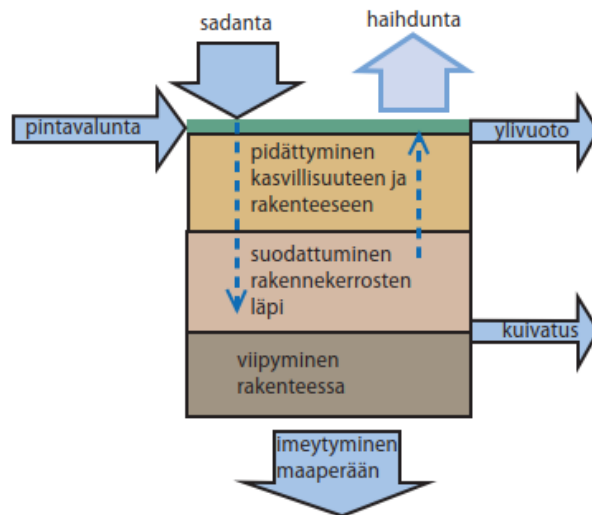 sadanta
haihdunta
pintavalunta
ylivuoto
pidättyminen
kasvillisuuteen ja
rakenteeseen
suodattuminen
rakennekerrosten
läpi
kuivatus
viipyminen
rakenteessa
imeytyminen
maaperään